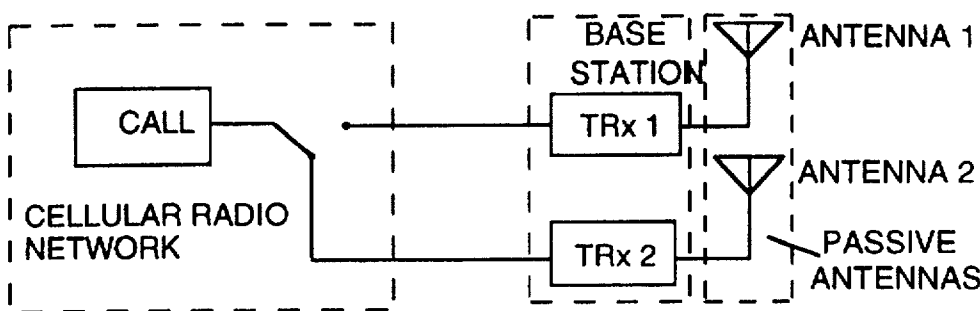 BASE
STATION
ANTENNA 1
CALL
TRx 1
CELLULAR RADIO
NETWORK
TRx 2
ANTENNA 2
PASSIVE
ANTENNAS